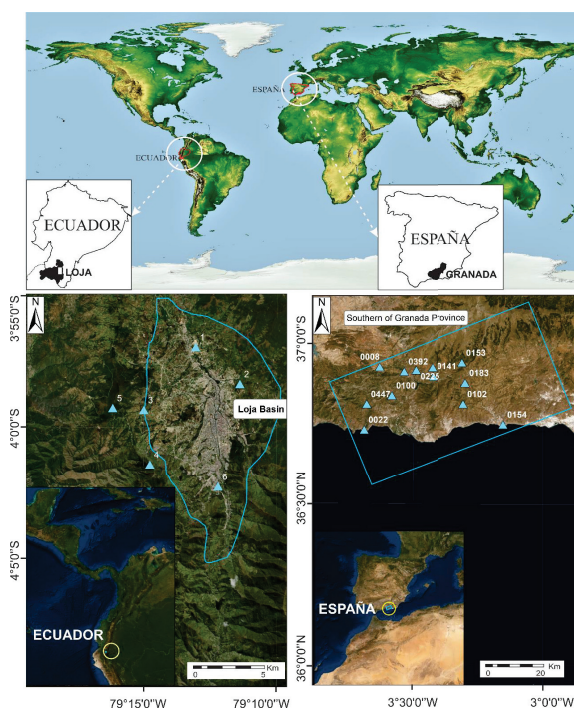 ESPAÑ
ECUADOR
ECUADOR
LOJA
ESPAÑA
GRANADA
3°55'0"S
4°0'0"S
4°5'0"S
N
1
2
3
4
5
6
Loja Basin
ECUADOR
0
5
Km
79°15'0"W
79°10'0"W
37°0'0"N
36°30'0"N
36°0'0"N
N
Southern of Granada Province
0008
0392
0141
0153
0225
0183
0100
0447
0102
0022
0154
ESPAÑA
0
20
Km
3°30'0"W
3°0'0"W